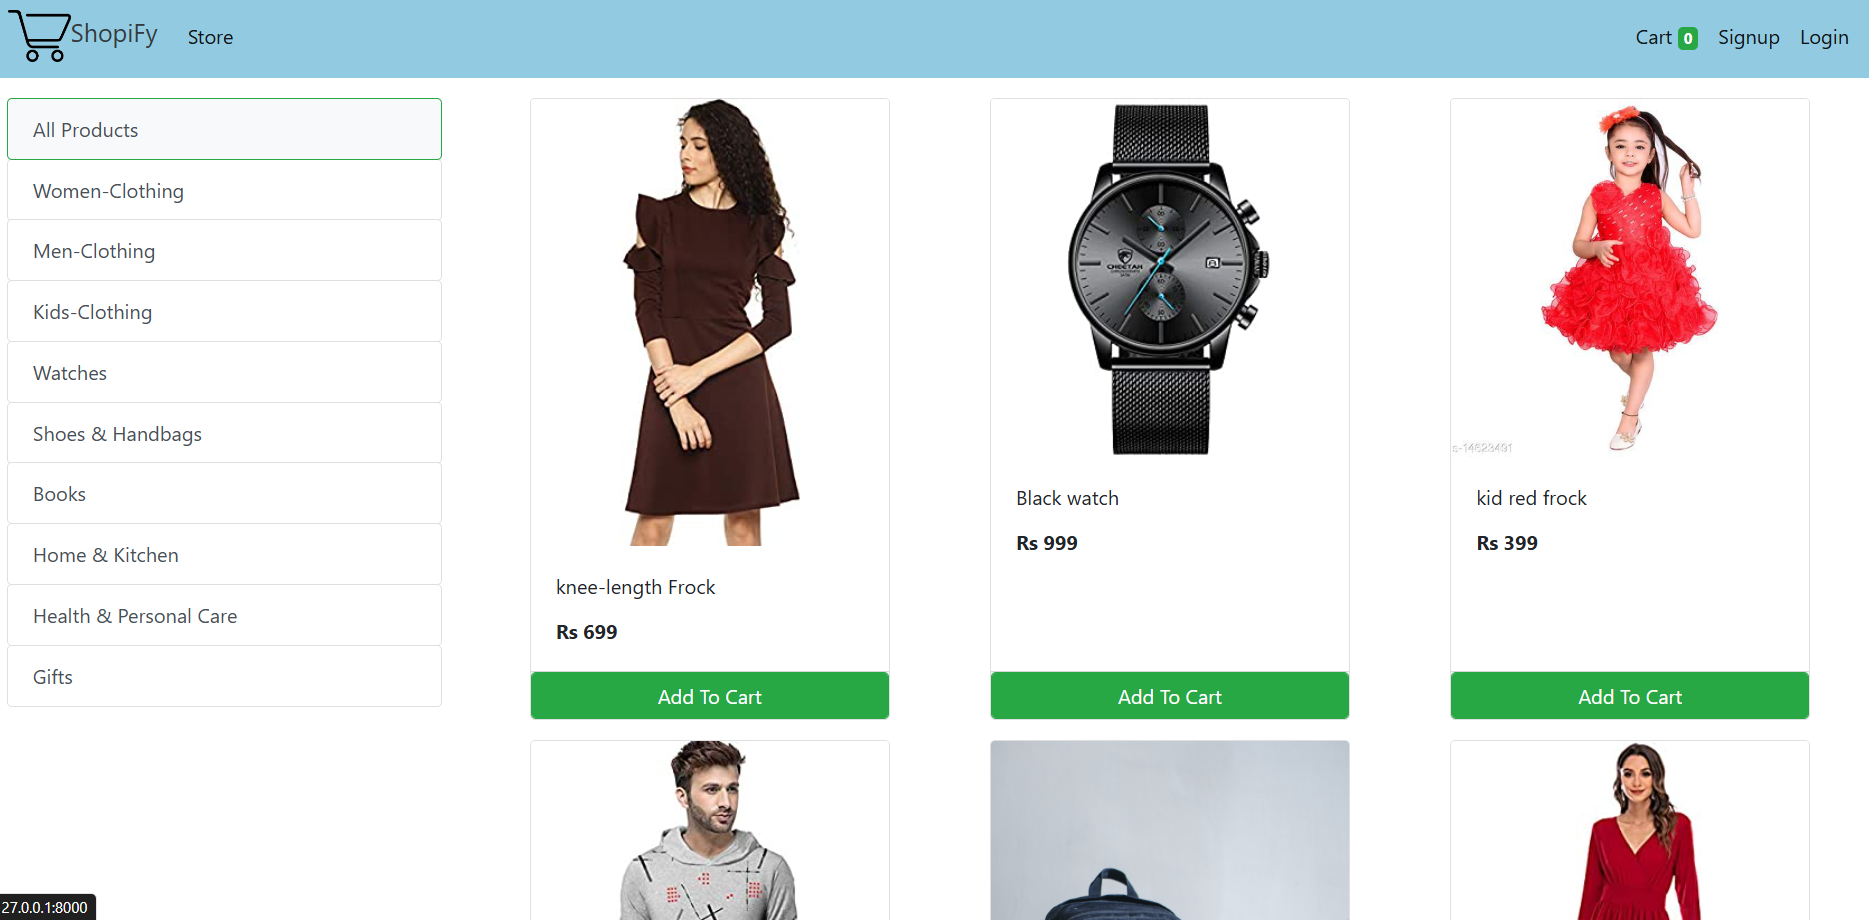 ShopiFy
Store
Cart 0
Signup
Login
All Products
Women-Clothing
Men-Clothing
Kids-Clothing
Watches
Shoes & Handbags
Books
Home & Kitchen
Health & Personal Care
Gifts
CHEETAH
s-14623491
knee-length Frock
Rs 699
Add To Cart
Black watch
Rs 999
Add To Cart
kid red frock
Rs 399
Add To Cart
27.0.0.1:8000